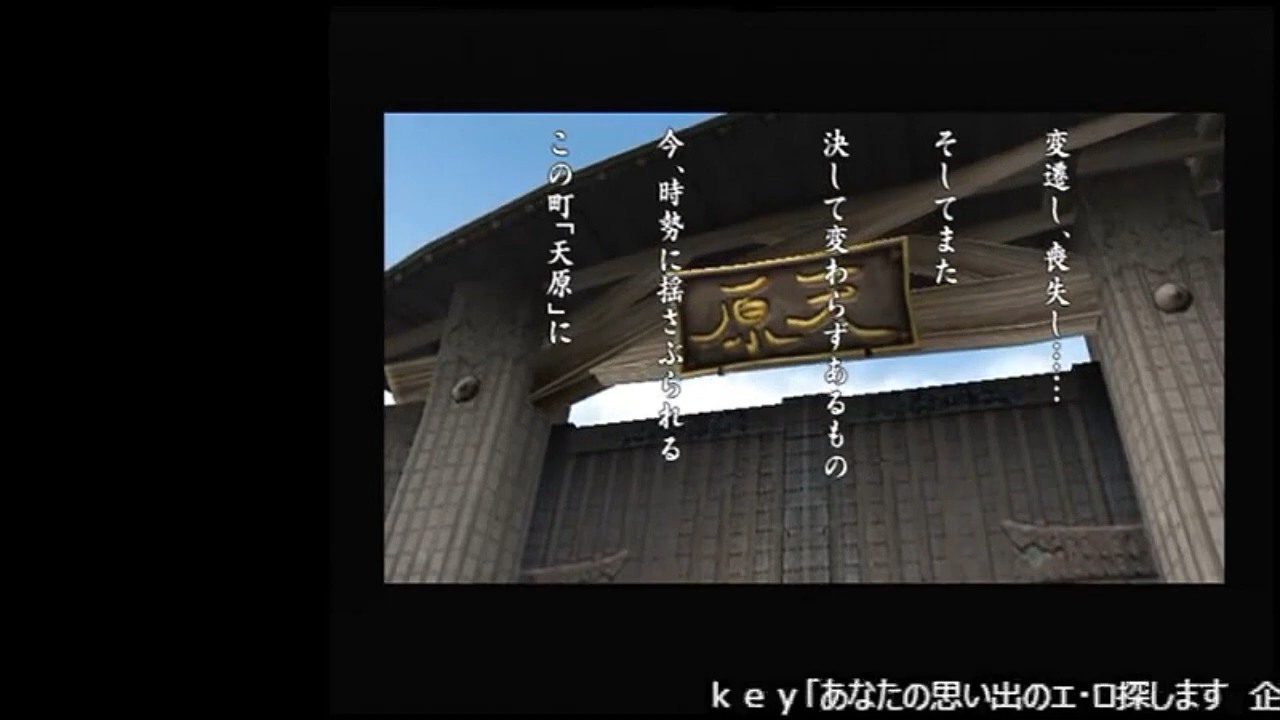 変遷し、喪失し……
そしてまた
決して変わらずあるもの
今、時勢に揺さぶられる
この町「天原」に
天原
key「あなたの思い出のエ・ロ探します 企